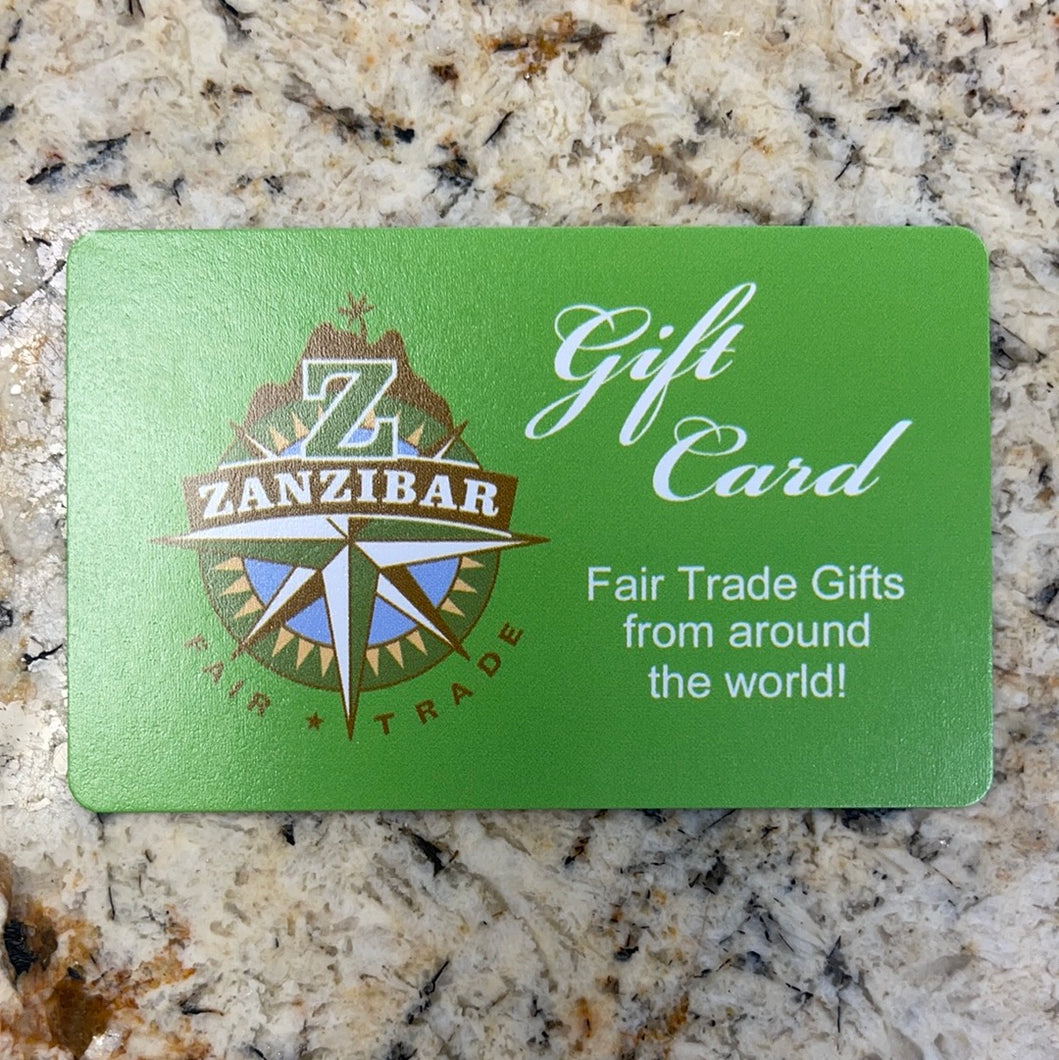 Z
ZANZIBAR
FAIR ★ TRADE
Gift
Card
Fair Trade Gifts
from around
the world!